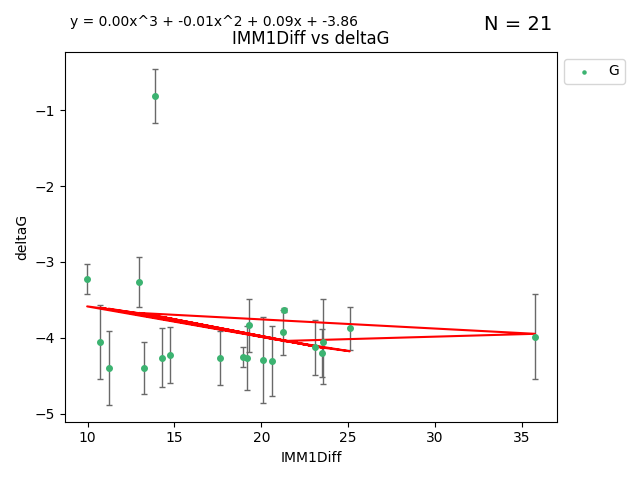 y = 0.00x^3 + -0.01x^2 + 0.09x + -3.86
N = 21
IMM1Diff vs deltaG
G
−1
−2
−3
−4
−5
deltaG
10 15 20 25 30 35
IMM1Diff